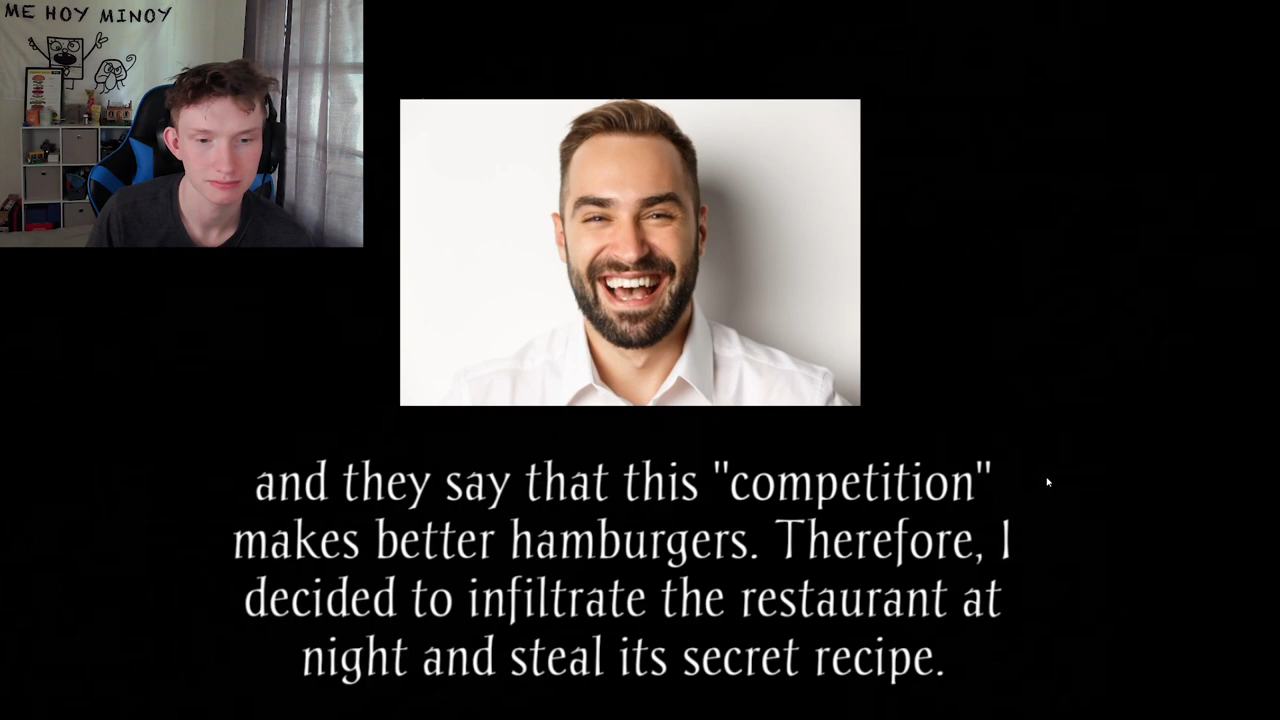 ME HOY MINOY
and they say that this "competition"
makes better hamburgers. Therefore, I
decided to infiltrate the restaurant at
night and steal its secret recipe.